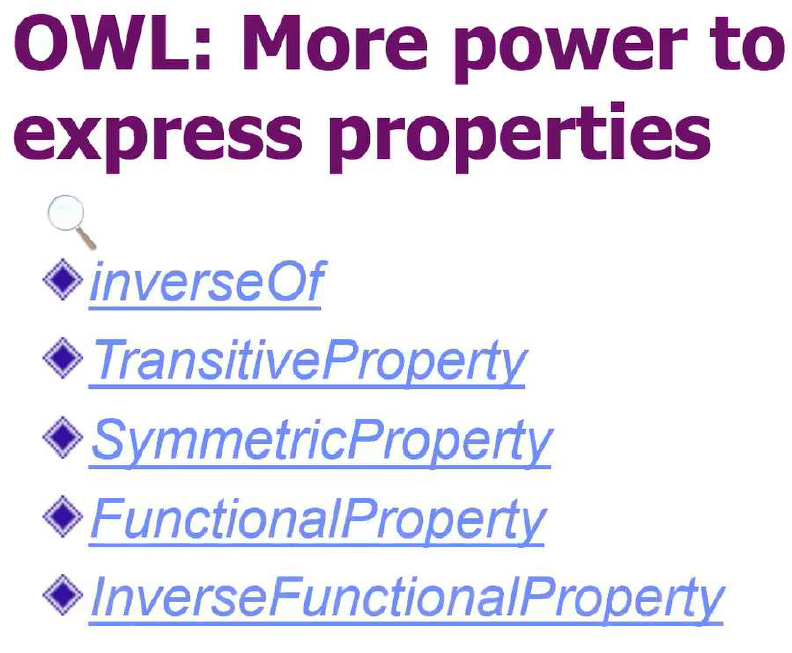 OWL: More power to
express properties
inverseOf
TransitiveProperty
SymmetricProperty
FunctionalProperty
InverseFunctionalProperty